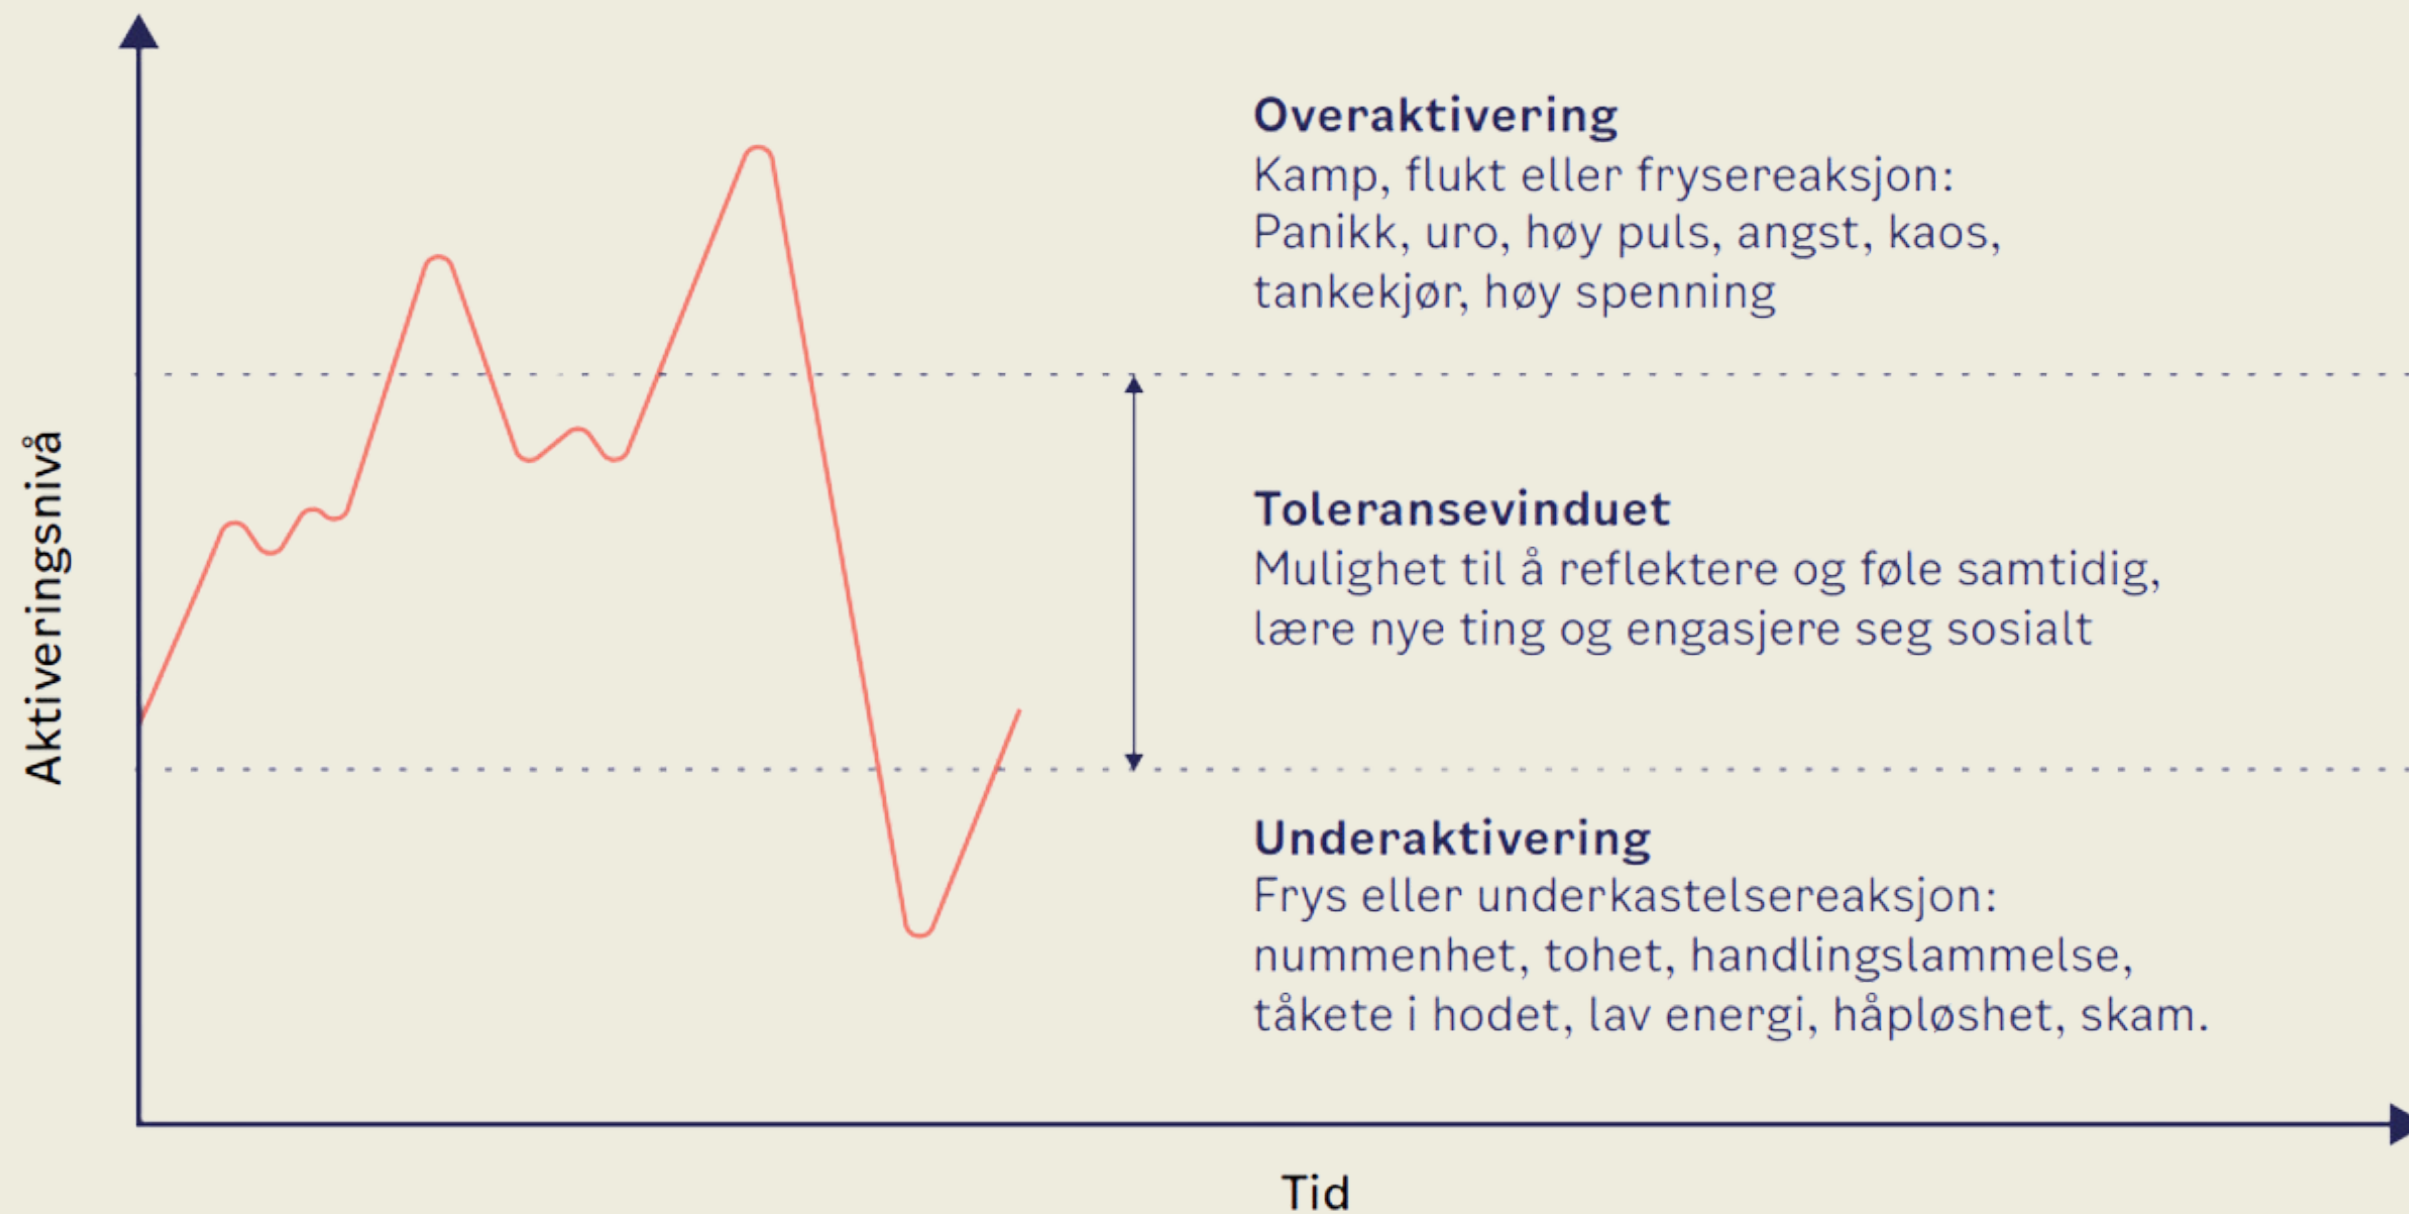 Overaktivering
Kamp, flukt eller frysereaksjon:
Panikk, uro, høy puls, angst, kaos,
tankekjør, høy spenning
Aktiveringsnivå
Toleransevinduet
Mulighet til å reflektere og føle samtidig,
lære nye ting og engasjere seg sosialt
Underaktivering
Frys eller underkastelsereaksjon:
nummenhet, tohet, handlingslammelse,
tåkete i hodet, lav energi, håpløshet, skam.
Tid